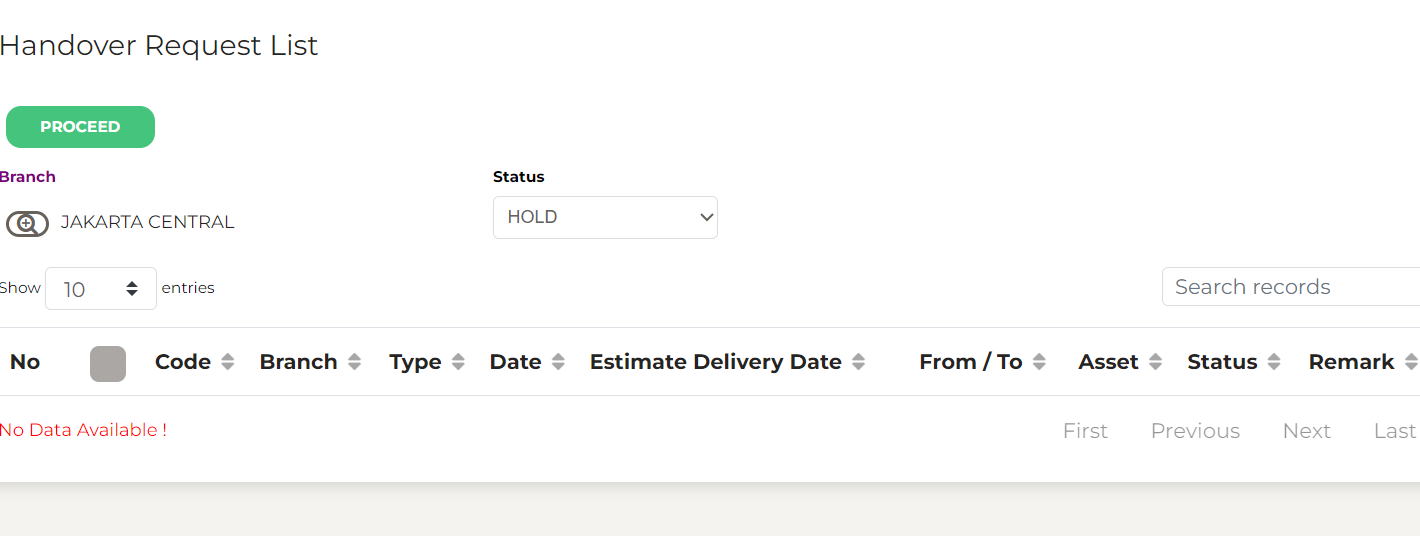 Handover Request List
PROCEED
Branch
Status
JAKARTA CENTRAL
HOLD
Show 10 entries
Search records
No Code Branch Type Date Estimate Delivery Date From / To Asset Status Remark
No Data Available !
First Previous Next Last